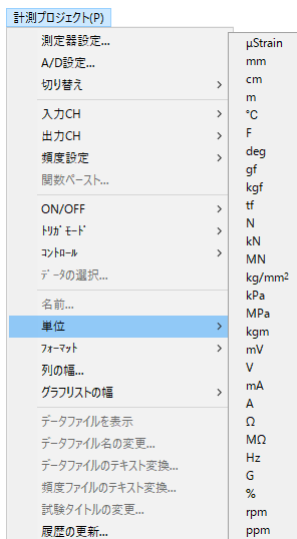 計測プロジェクト(P)
測定器設定...
A/D設定...
切り替え
入力CH
出力CH
頻度設定
関数ペースト...
ON/OFF
ﾄﾘｶﾞ ﾓｰﾄﾞ
ｺﾝﾄﾛｰﾙ
ﾃﾞｰﾀの選択...
名前...
単位
ﾌｫｰﾏｯﾄ
列の幅...
グラフリストの幅
データファイルを表示
データファイル名の変更...
データファイルのテキスト変換...
頻度ファイルのテキスト変換...
試験タイトルの変更...
履歴の更新...
μStrain
mm
cm
m
℃
F
deg
gf
kgf
tf
N
kN
MN
kg/mm²
kPa
MPa
kgm
mV
V
mA
A
Ω
MΩ
Hz
G
%
rpm
ppm